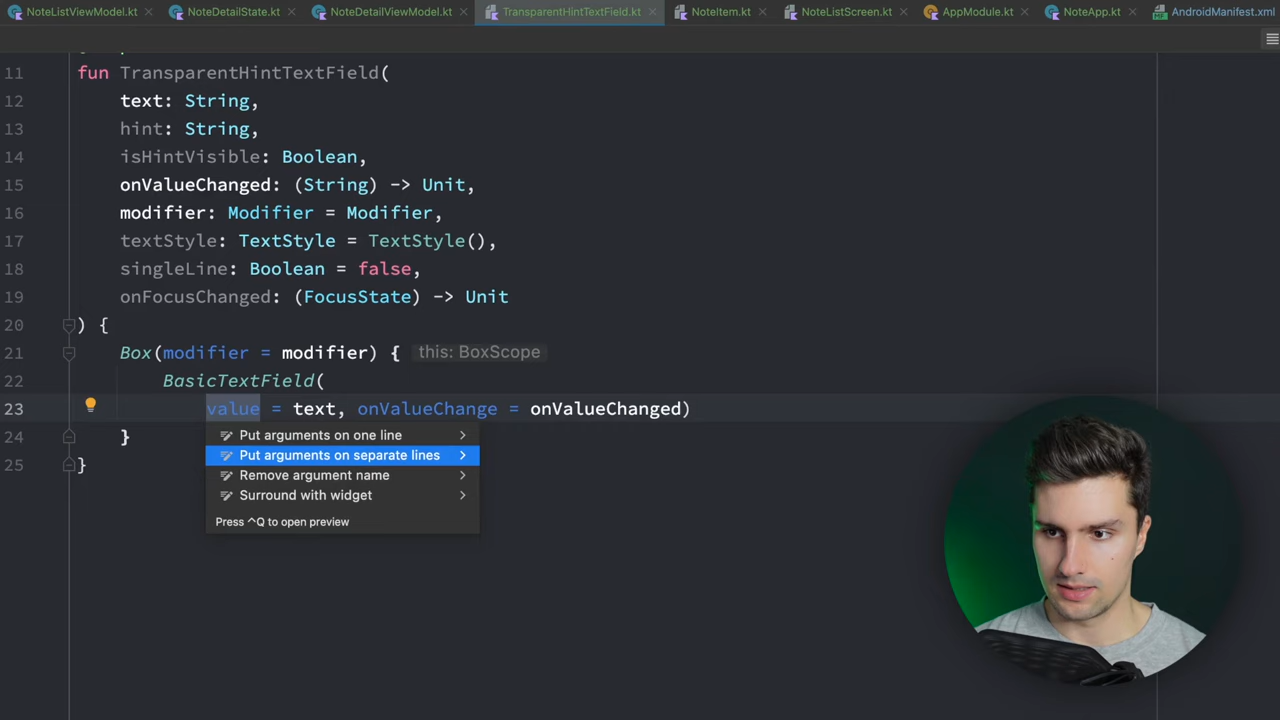 NoteListViewModel.kt NoteDetailState.kt NoteDetailViewModel.kt TransparentHintTextField.kt NoteItem.kt NoteListScreen.kt AppModule.kt NoteApp.kt AndroidManifest.xml
11 fun TransparentHintTextField(
12 text: String,
13 hint: String,
14 isHintVisible: Boolean,
15 onValueChanged: (String) -> Unit,
16 modifier: Modifier = Modifier,
17 textStyle: TextStyle = TextStyle(),
18 singleLine: Boolean = false,
19 onFocusChanged: (FocusState) -> Unit
20 ) {
21 Box(modifier = modifier) { this: BoxScope
22 BasicTextField(
23 value = text, onValueChange = onValueChanged)
24 }
25 }
Put arguments on one line
Put arguments on separate lines
Remove argument name
Surround with widget
Press ^Q to open preview